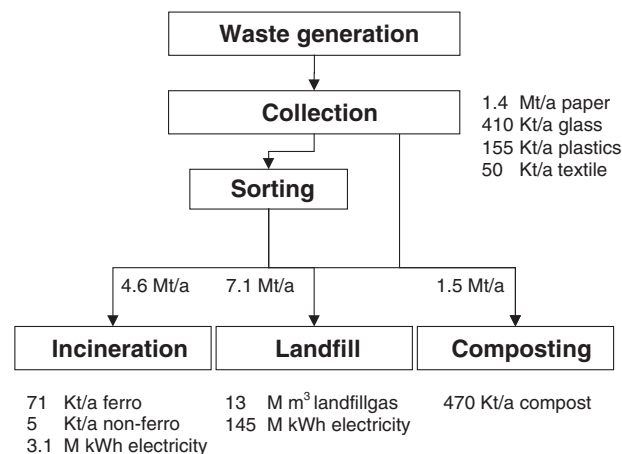 Waste generation
Collection
1.4 Mt/a paper
410 Kt/a glass
155 Kt/a plastics
50 Kt/a textile
Sorting
4.6 Mt/a
7.1 Mt/a
1.5 Mt/a
Incineration
Landfill
Composting
71 Kt/a ferro
5 Kt/a non-ferro
3.1 M kWh electricity
13 M m³ landfillgas
145 M kWh electricity
470 Kt/a compost